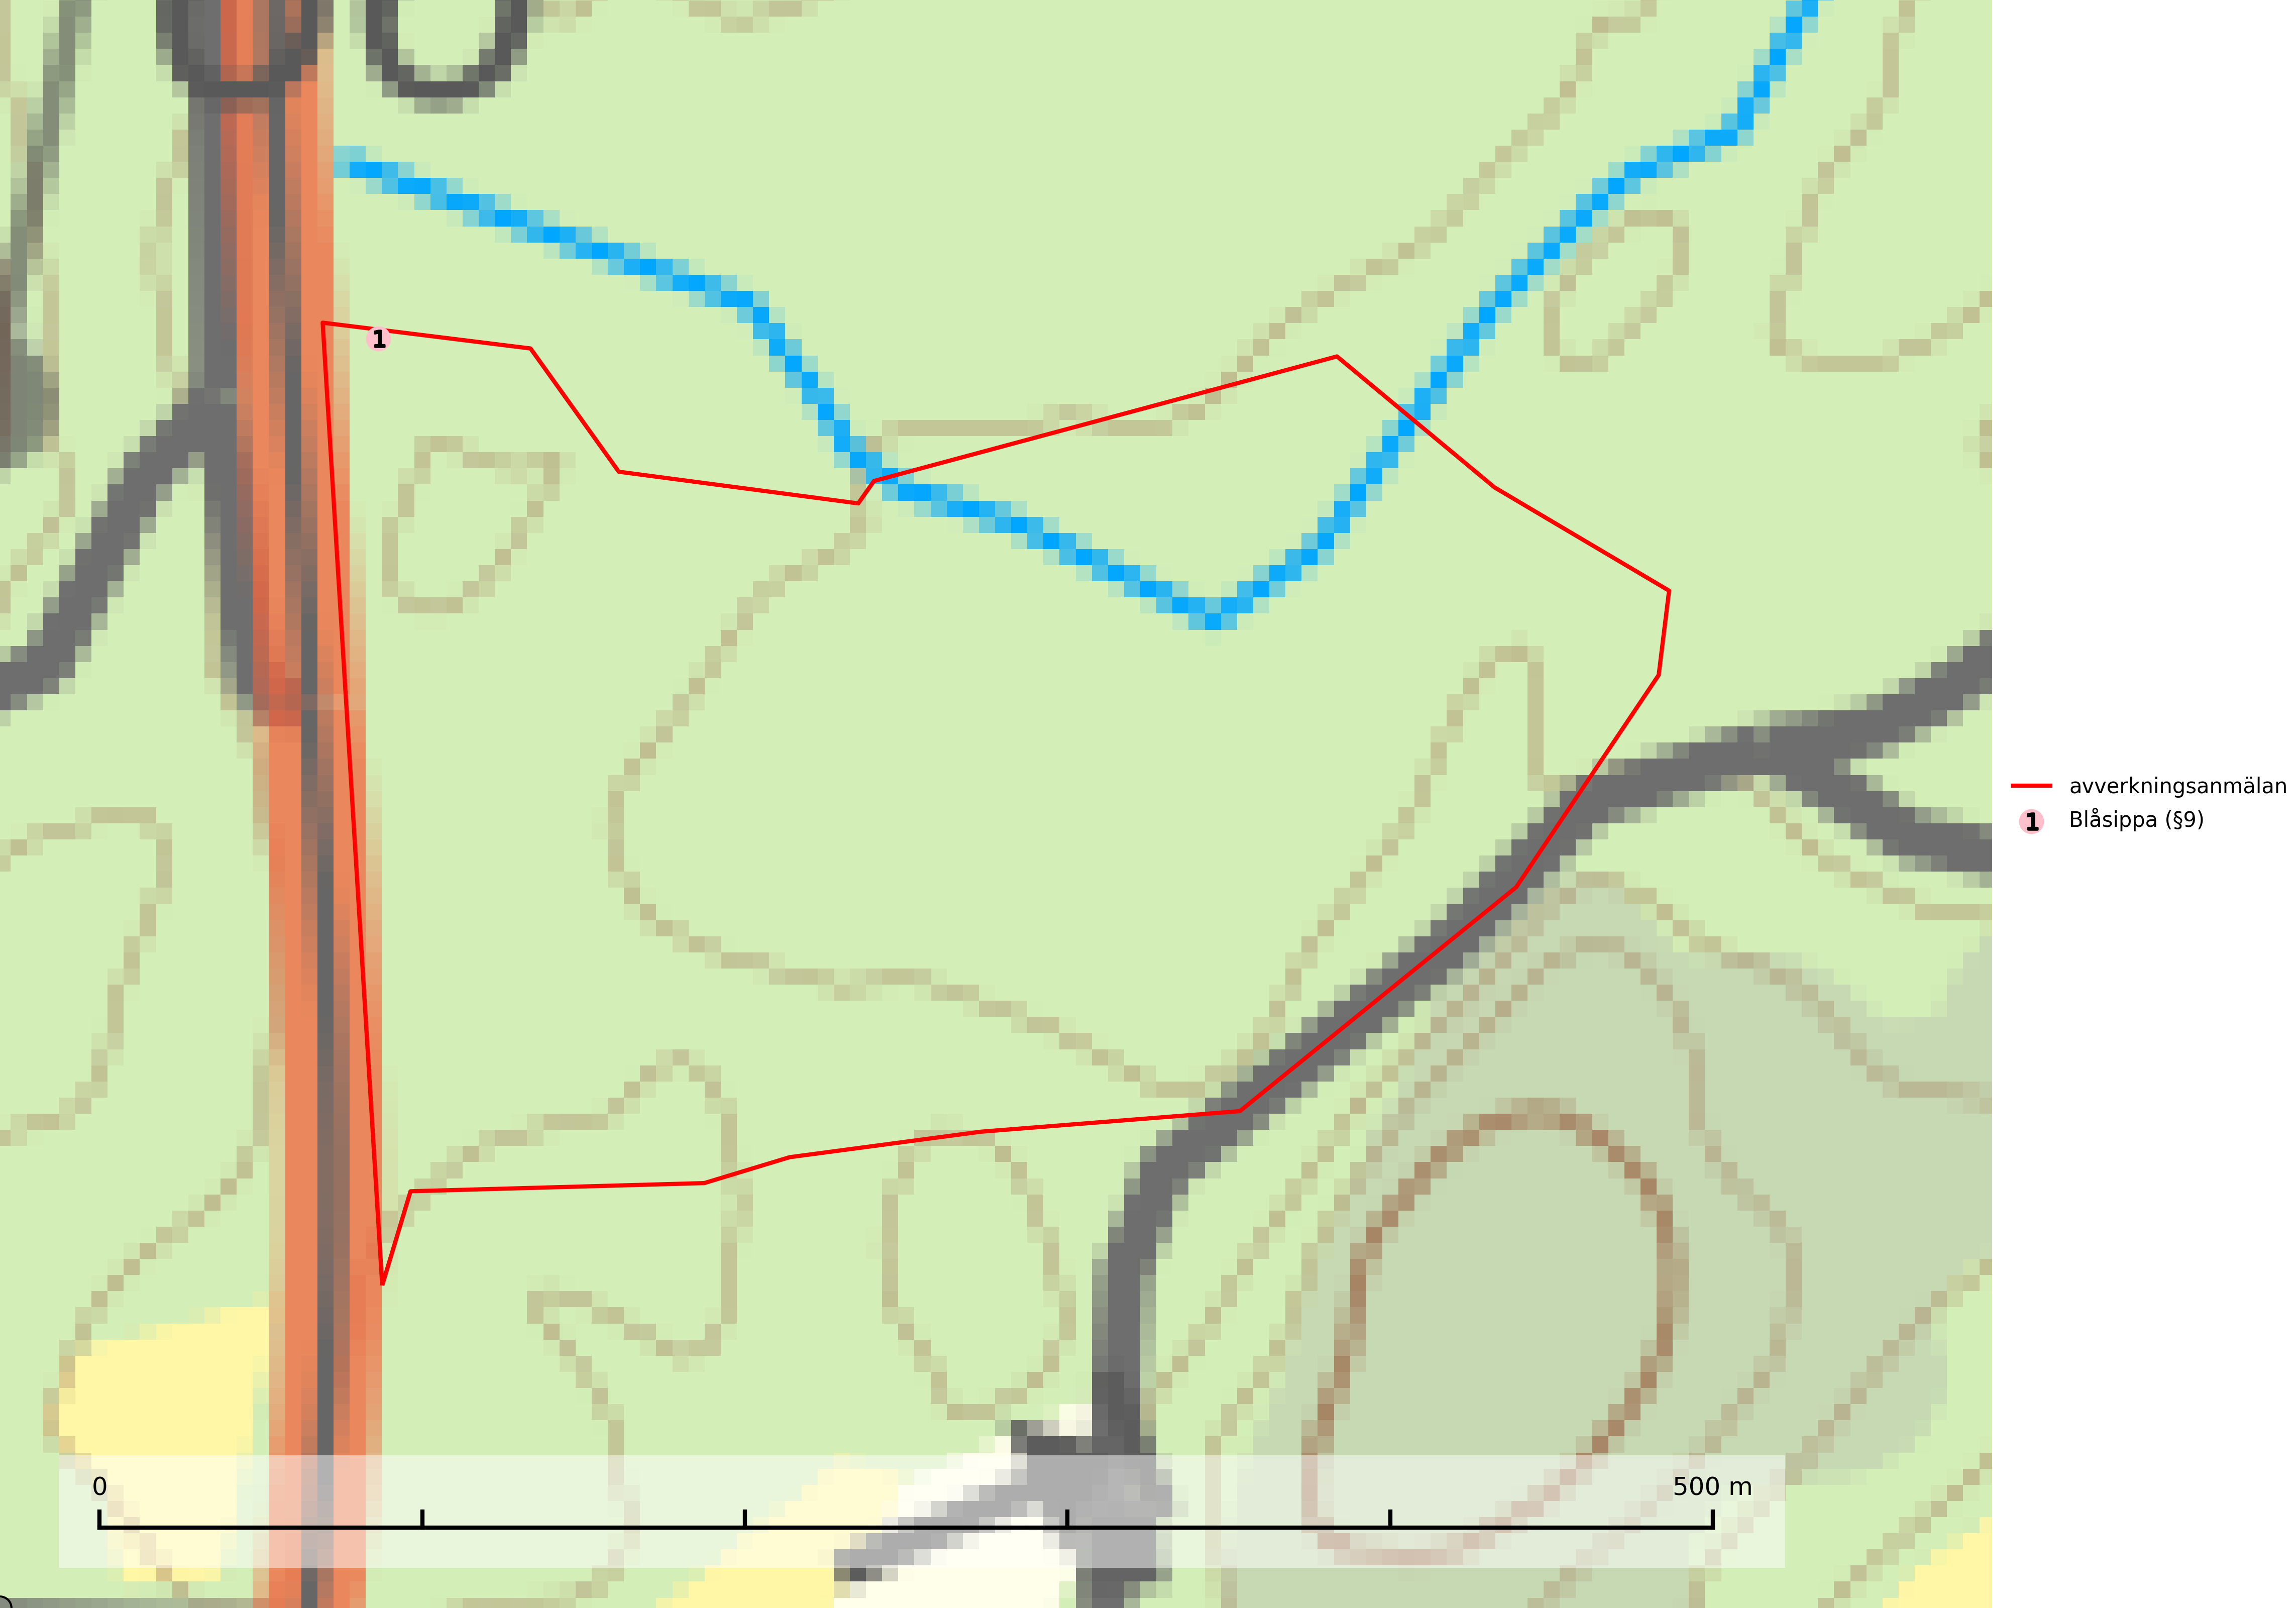 1
avverkningsanmälan
1 Blåsippa (§9)
0 500 m